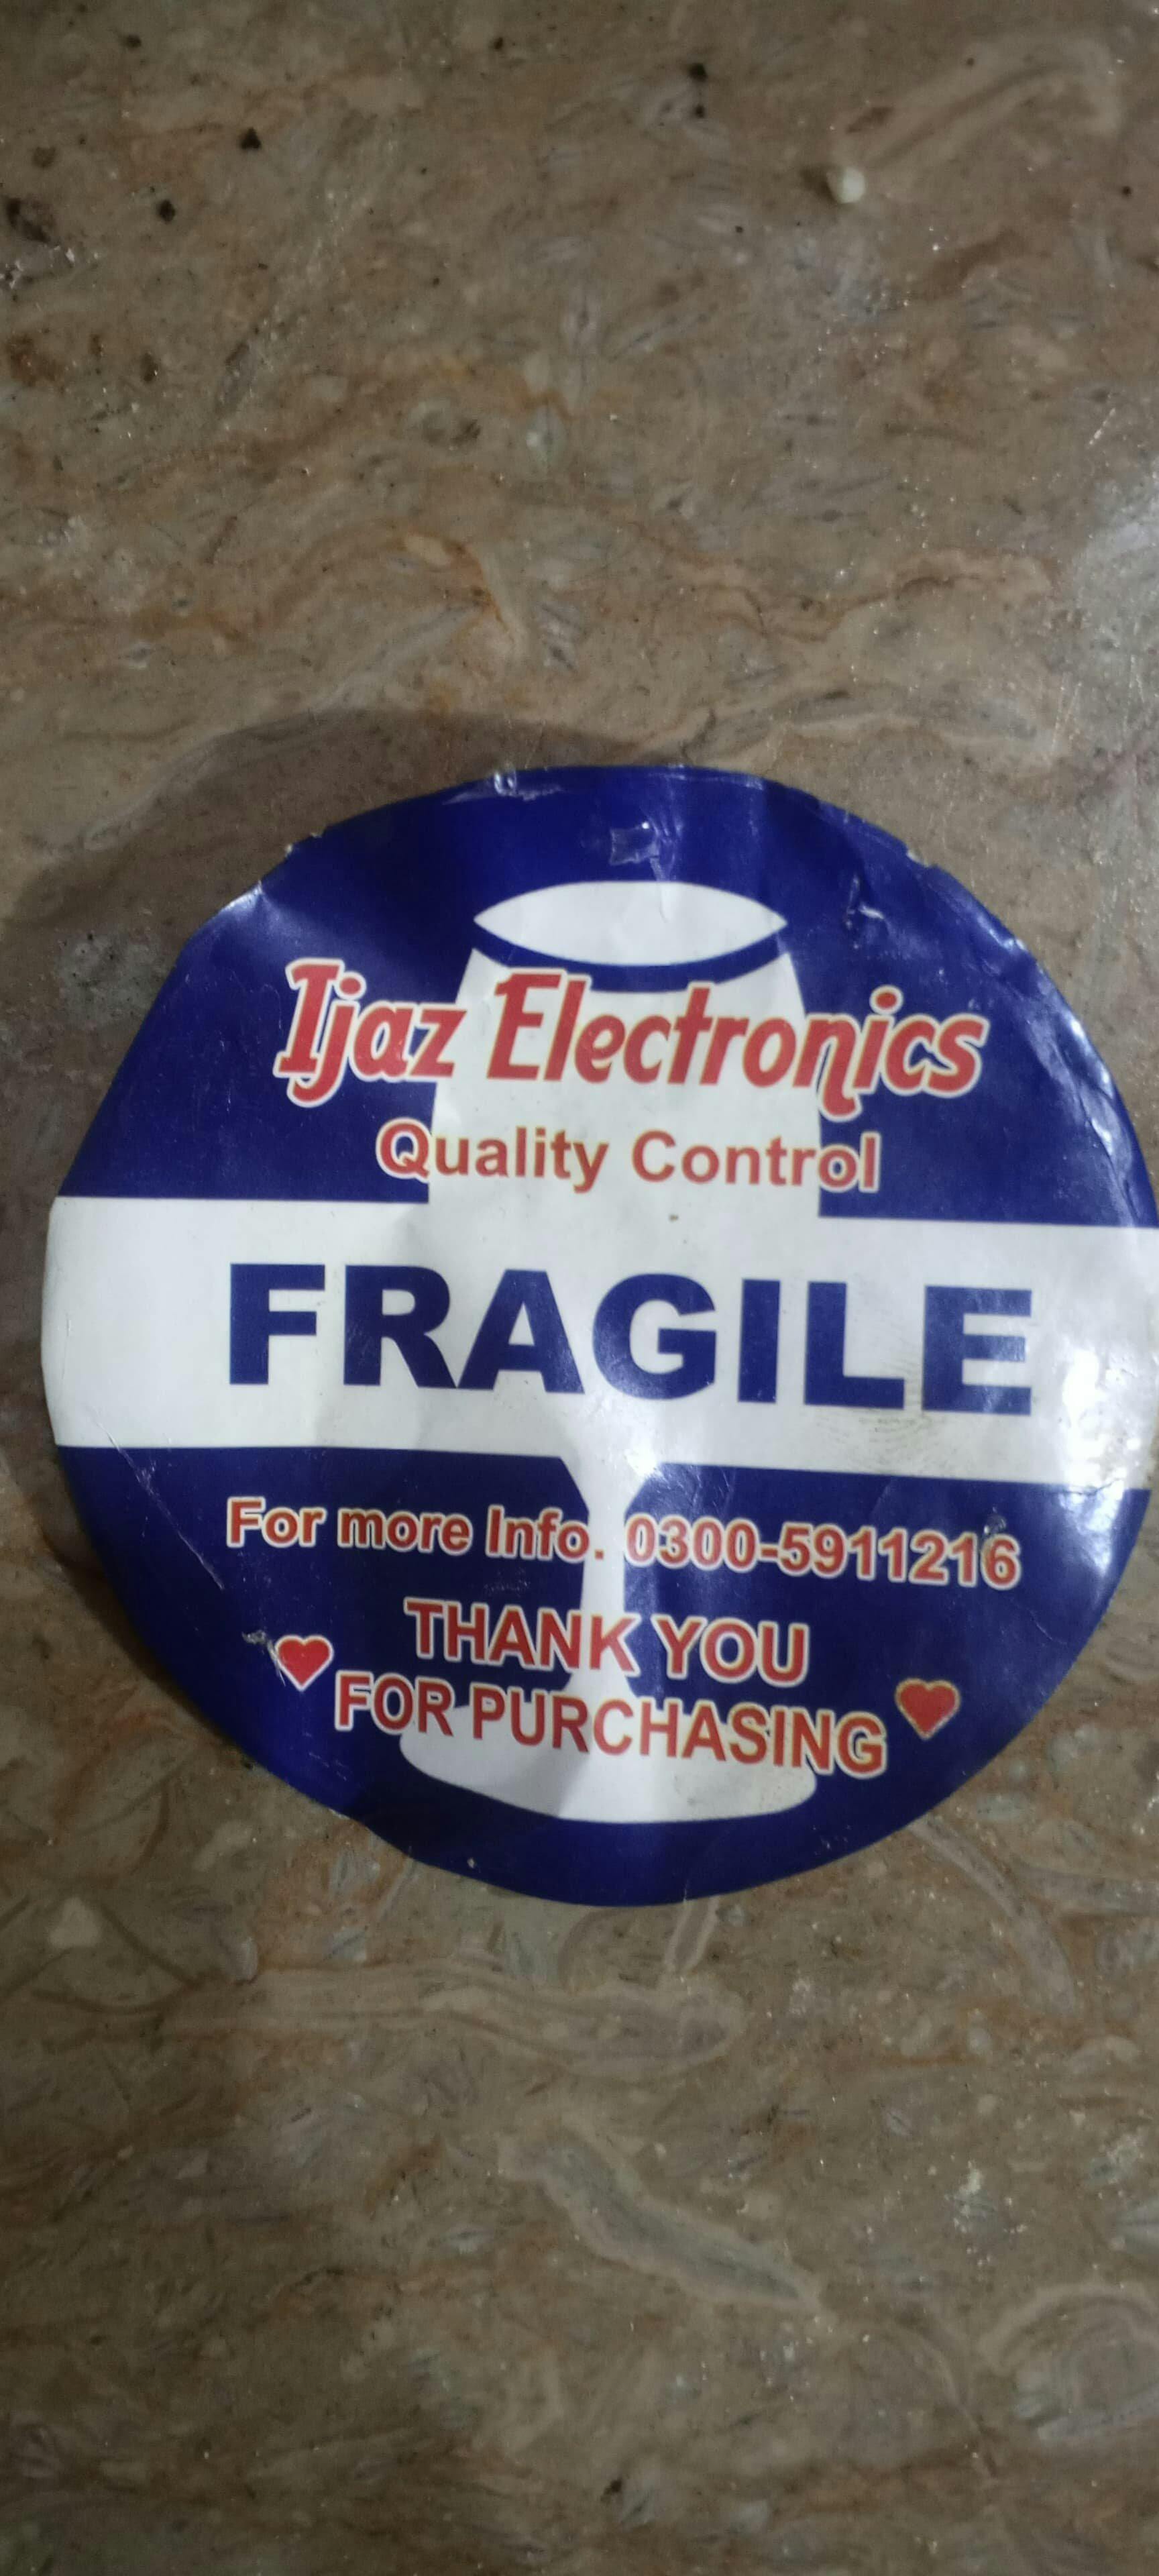 Ijaz Electronics
Quality Control
FRAGILE
For more Info. 0300-5911216
THANK YOU
FOR PURCHASING